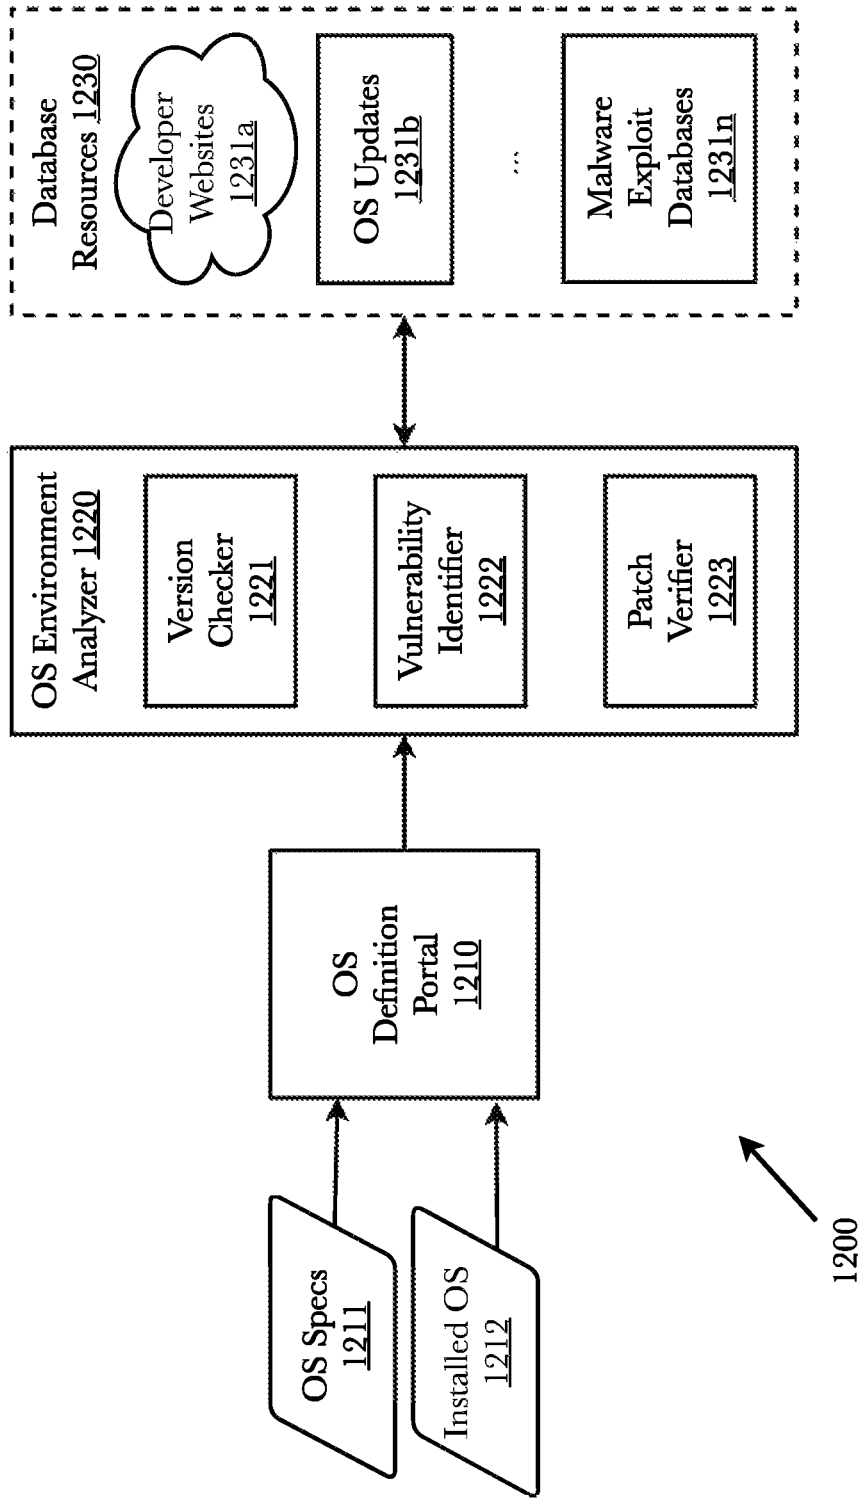 OS Specs
1211
Installed OS
1212
OS
Definition
Portal
1210
OS Environment
Analyzer 1220
Version
Checker
1221
Vulnerability
Identifier
1222
Patch
Verifier
1223
Database
Resources 1230
Developer
Websites
1231a
OS Updates
1231b
...
Malware
Exploit
Databases
1231n
1200